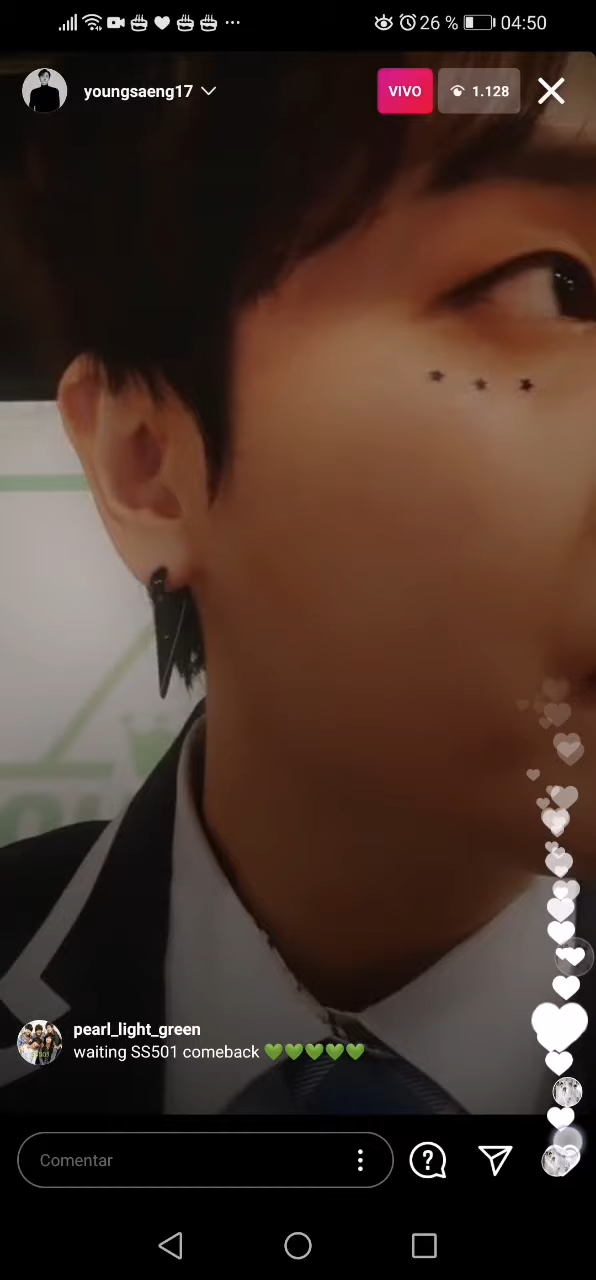 26 % 04:50
youngsaeng17
VIVO
1.128
pearl_light_green
waiting SS501 comeback 💚💚💚💚💚
Comentar